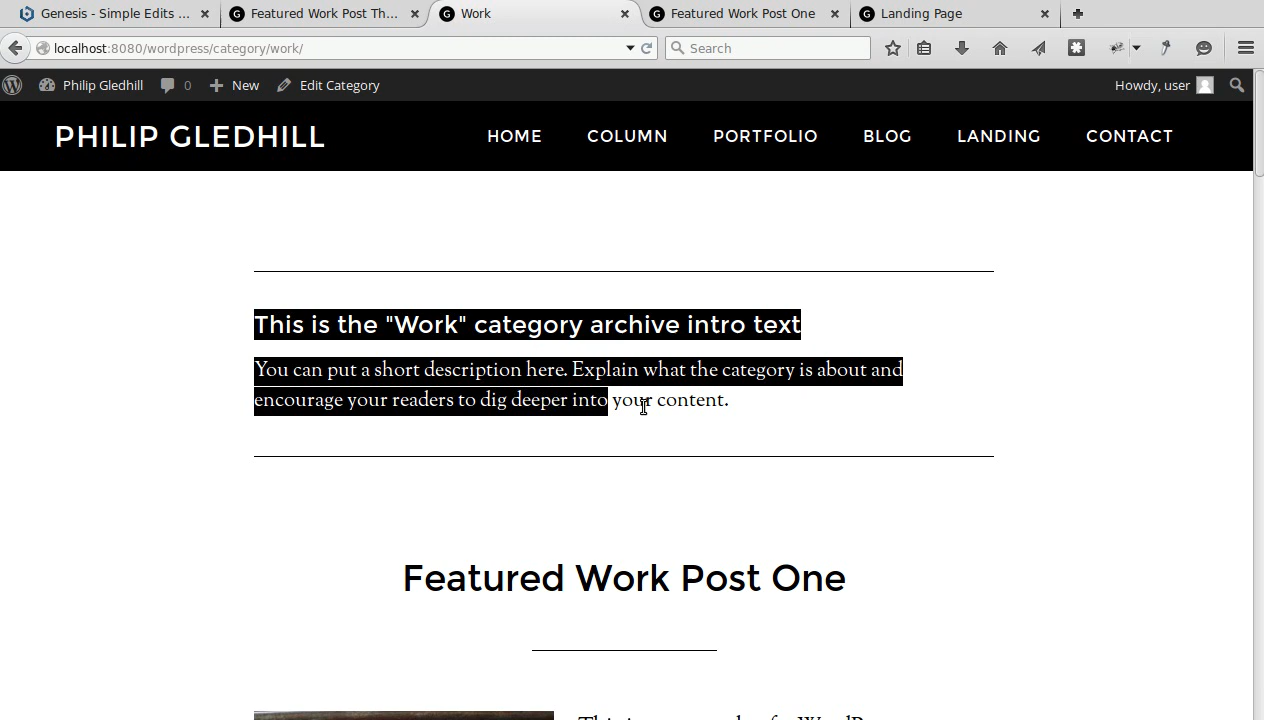 Genesis - Simple Edits ... Featured Work Post Th... Work Featured Work Post One Landing Page
localhost:8080/wordpress/category/work/ Search
Philip Gledhill 0 New Edit Category Howdy, user
PHILIP GLEDHILL HOME COLUMN PORTFOLIO BLOG LANDING CONTACT
This is the "Work" category archive intro text
You can put a short description here. Explain what the category is about and
encourage your readers to dig deeper into your content.
Featured Work Post One